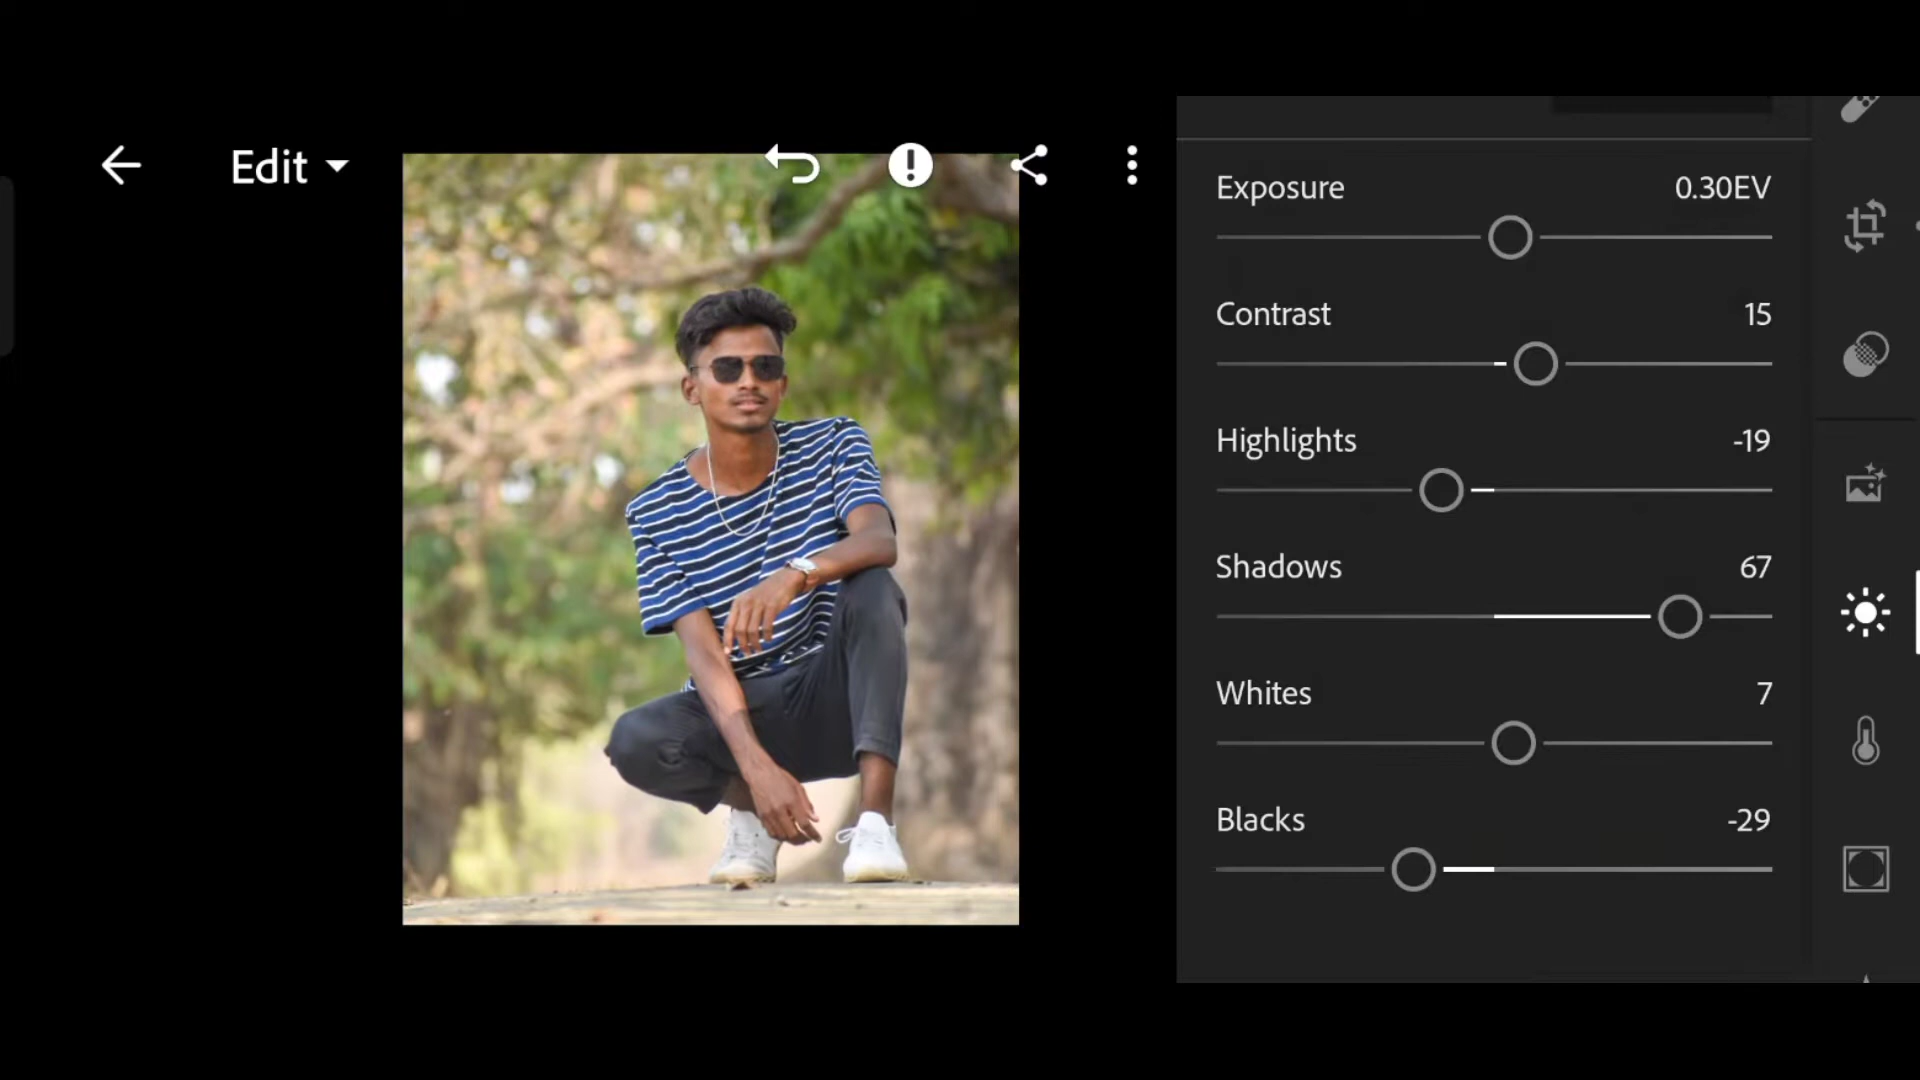 Edit
Exposure 0.30EV
Contrast 15
Highlights -19
Shadows 67
Whites 7
Blacks -29